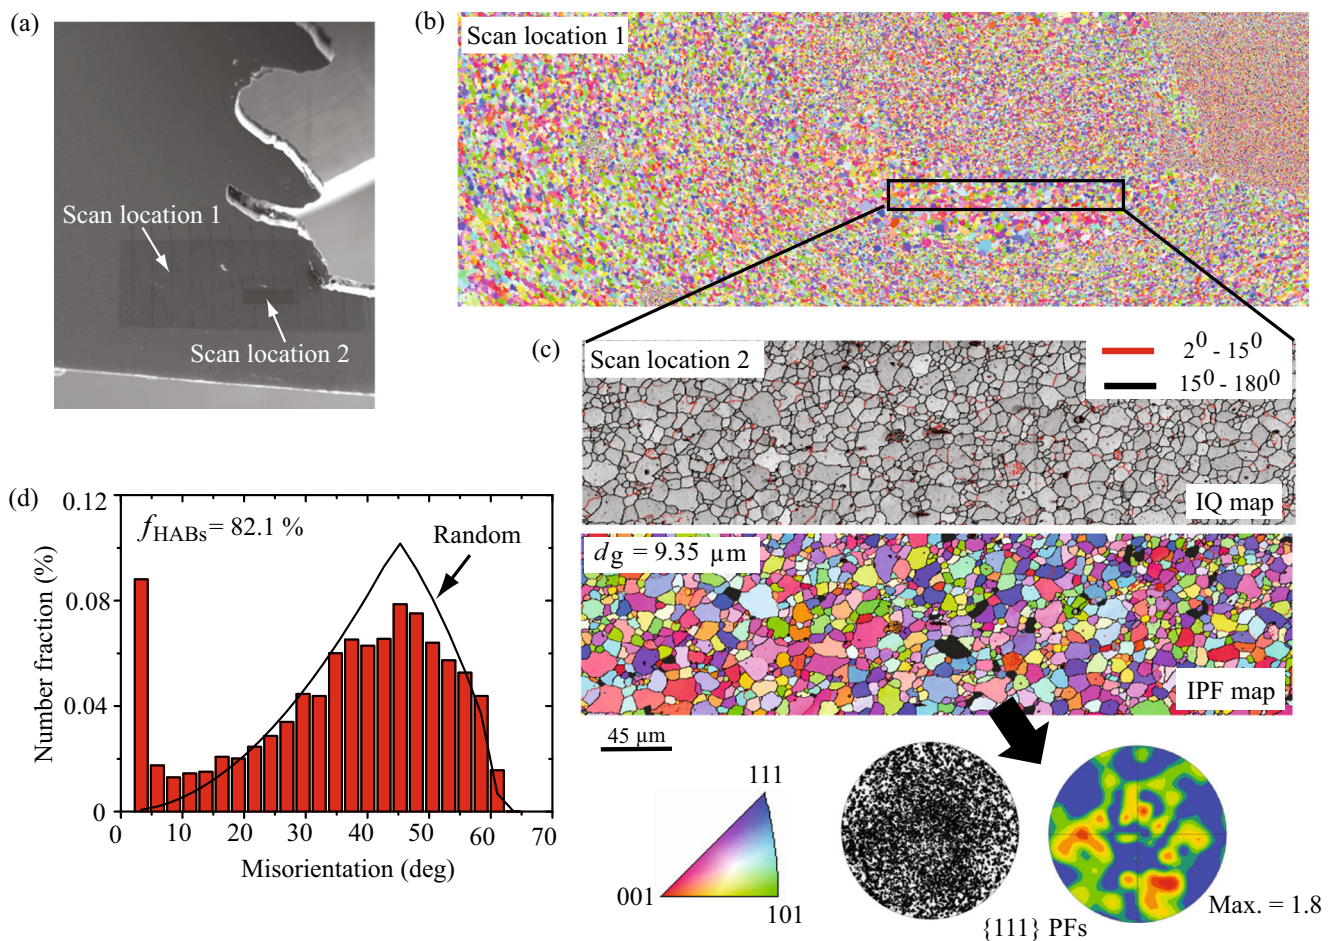 (a)
Scan location 1
Scan location 2
(b)
Scan location 1
(c)
Scan location 2
2⁰ - 15⁰
15⁰ - 180⁰
IQ map
d_g = 9.35 µm
IPF map
45 µm
111
001
101
{111} PFs
Max. = 1.8
(d)
f_HABs = 82.1 %
Random
Number fraction (%)
0.12
0.08
0.04
0
0 10 20 30 40 50 60 70
Misorientation (deg)